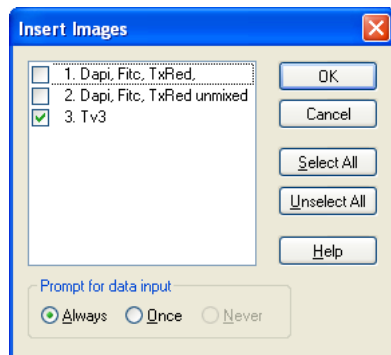 Insert Images
1. Dapi, Fitc, TxRed,
2. Dapi, Fitc, TxRed unmixed
3. Tv3
OK
Cancel
Select All
Unselect All
Help
Prompt for data input
Always Once Never